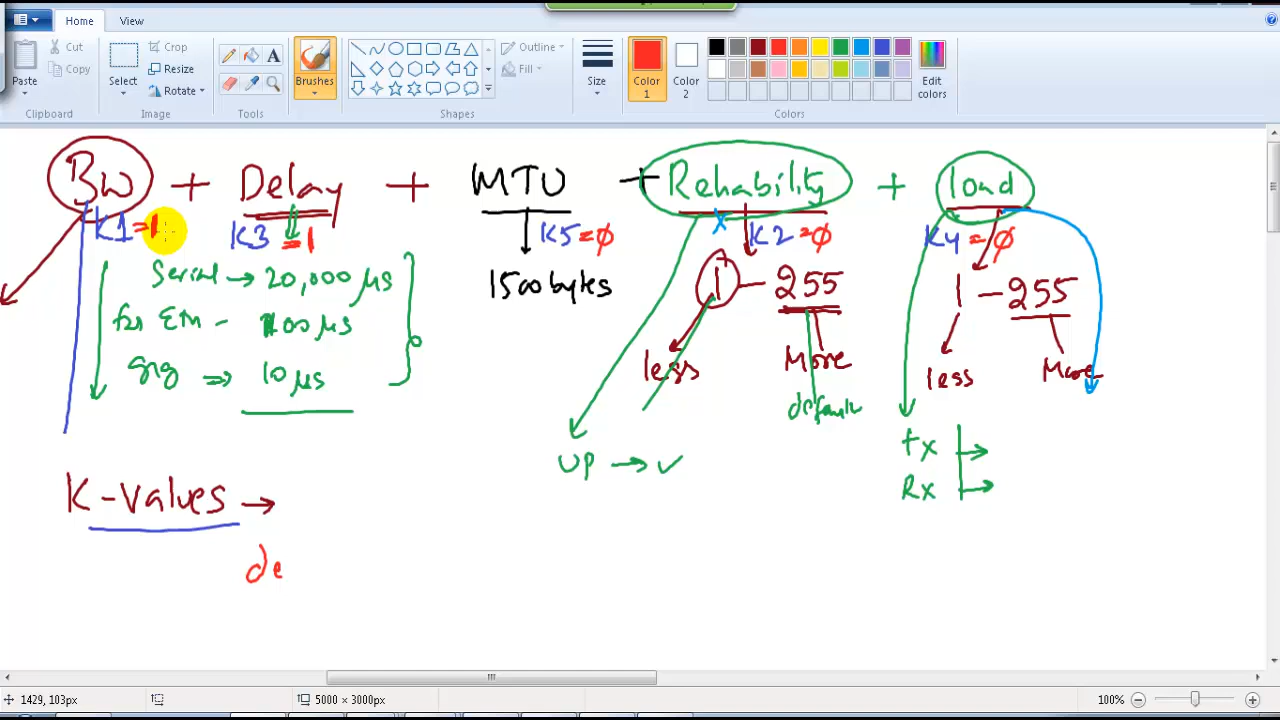 Home View
Paste
Cut
Copy
Clipboard
Select
Crop
Resize
Rotate
Image
Tools
Brushes
Shapes
Outline
Fill
Size
Color 1
Color 2
Edit colors
Colors
BW + Delay + MTU + Reliability + load
K1=1 K3=1 K5=0 K2=0 K4=0
Serial → 20,000 μs
for Eth - 100 μs
Gig ⇒ 10 μs
1500 bytes
1 - 255
less More
default
UP → ✓
1 - 255
less More
Tx
Rx
K-values →
de
1429, 103px
5000 × 3000px
100%